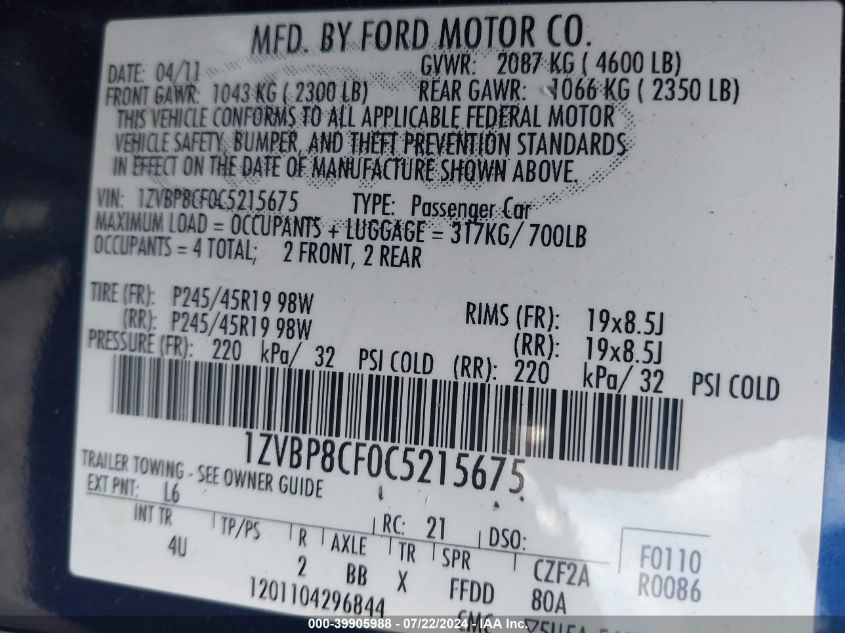 MFD. BY FORD MOTOR CO.
DATE: 04/11 GVWR: 2087 KG ( 4600 LB)
FRONT GAWR: 1043 KG ( 2300 LB) REAR GAWR: 1066 KG ( 2350 LB)
THIS VEHICLE CONFORMS TO ALL APPLICABLE FEDERAL MOTOR
VEHICLE SAFETY, BUMPER, AND THEFT PREVENTION STANDARDS
IN EFFECT ON THE DATE OF MANUFACTURE SHOWN ABOVE.
VIN: 1ZVBP8CF0C5215675 TYPE: Passenger Car
MAXIMUM LOAD = OCCUPANTS + LUGGAGE = 317KG/ 700LB
OCCUPANTS = 4 TOTAL; 2 FRONT, 2 REAR
TIRE (FR): P245/45R19 98W RIMS (FR): 19x8.5J
(RR): P245/45R19 98W (RR): 19x8.5J
PRESSURE (FR): 220 kPa/ 32 PSI COLD (RR): 220 kPa/ 32 PSI COLD
1ZVBP8CF0C5215675
TRAILER TOWING - SEE OWNER GUIDE
EXT PNT: L6 RC: 21 DSO:
INT TR TP/PS R AXLE TR SPR CZF2A F0110
4U 2 BB X FFDD 80A R0086
1201104296844
000-39905988 - 07/22/2024 - IAA Inc.